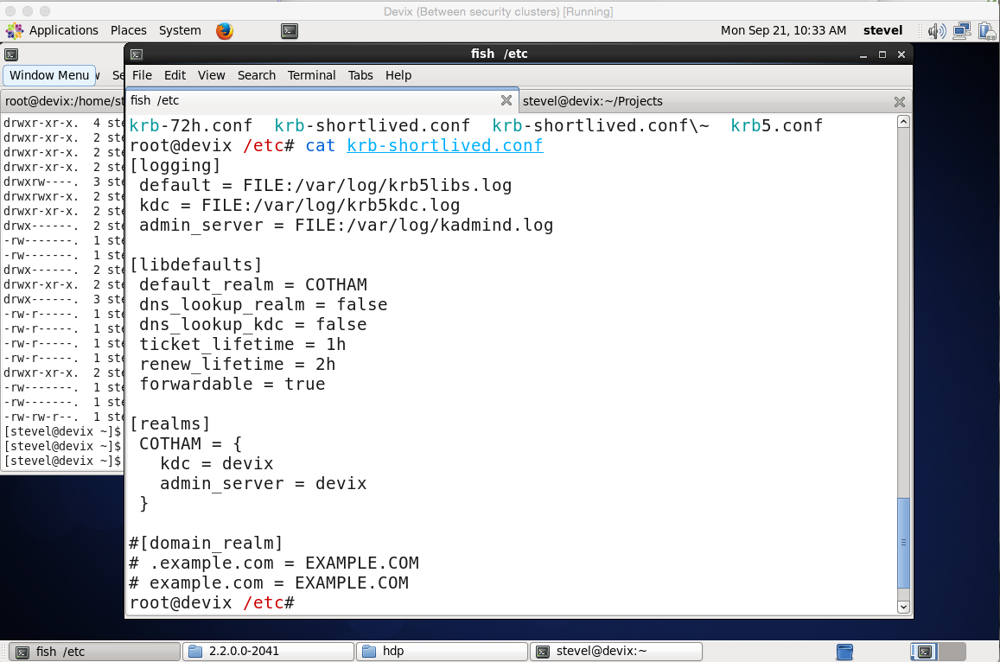 Devix (Between security clusters) [Running]
Applications Places System Mon Sep 21, 10:33 AM stevel
fish /etc
Window Menu
File Edit View Search Terminal Tabs Help
root@devix:/home/st
fish /etc
stevel@devix:~/Projects
drwxr-xr-x. 4 ste
drwxr-xr-x. 2 ste
drwxr-xr-x. 2 ste
drwxr-xr-x. 2 ste
drwxrw----. 3 ste
drwxrwxr-x. 2 ste
drwxr-xr-x. 2 ste
drwx------. 2 ste
-rw-------. 1 ste
-rw-------. 1 ste
drwx------. 2 ste
drwxr-xr-x. 2 ste
drwx------. 3 ste
-rw-r-----. 1 ste
-rw-r-----. 1 ste
-rw-r-----. 1 ste
-rw-r-----. 1 ste
drwxr-xr-x. 2 ste
-rw-------. 1 ste
-rw-------. 1 ste
-rw-rw-r--. 1 ste
[stevel@devix ~]$
[stevel@devix ~]$
[stevel@devix ~]$
krb-72h.conf krb-shortlived.conf krb-shortlived.conf\~ krb5.conf
root@devix /etc# cat krb-shortlived.conf
[logging]
 default = FILE:/var/log/krb5libs.log
 kdc = FILE:/var/log/krb5kdc.log
 admin_server = FILE:/var/log/kadmind.log

[libdefaults]
 default_realm = COTHAM
 dns_lookup_realm = false
 dns_lookup_kdc = false
 ticket_lifetime = 1h
 renew_lifetime = 2h
 forwardable = true

[realms]
 COTHAM = {
   kdc = devix
   admin_server = devix
 }

#[domain_realm]
# .example.com = EXAMPLE.COM
# example.com = EXAMPLE.COM
root@devix /etc#
fish /etc
2.2.0.0-2041
hdp
stevel@devix:~